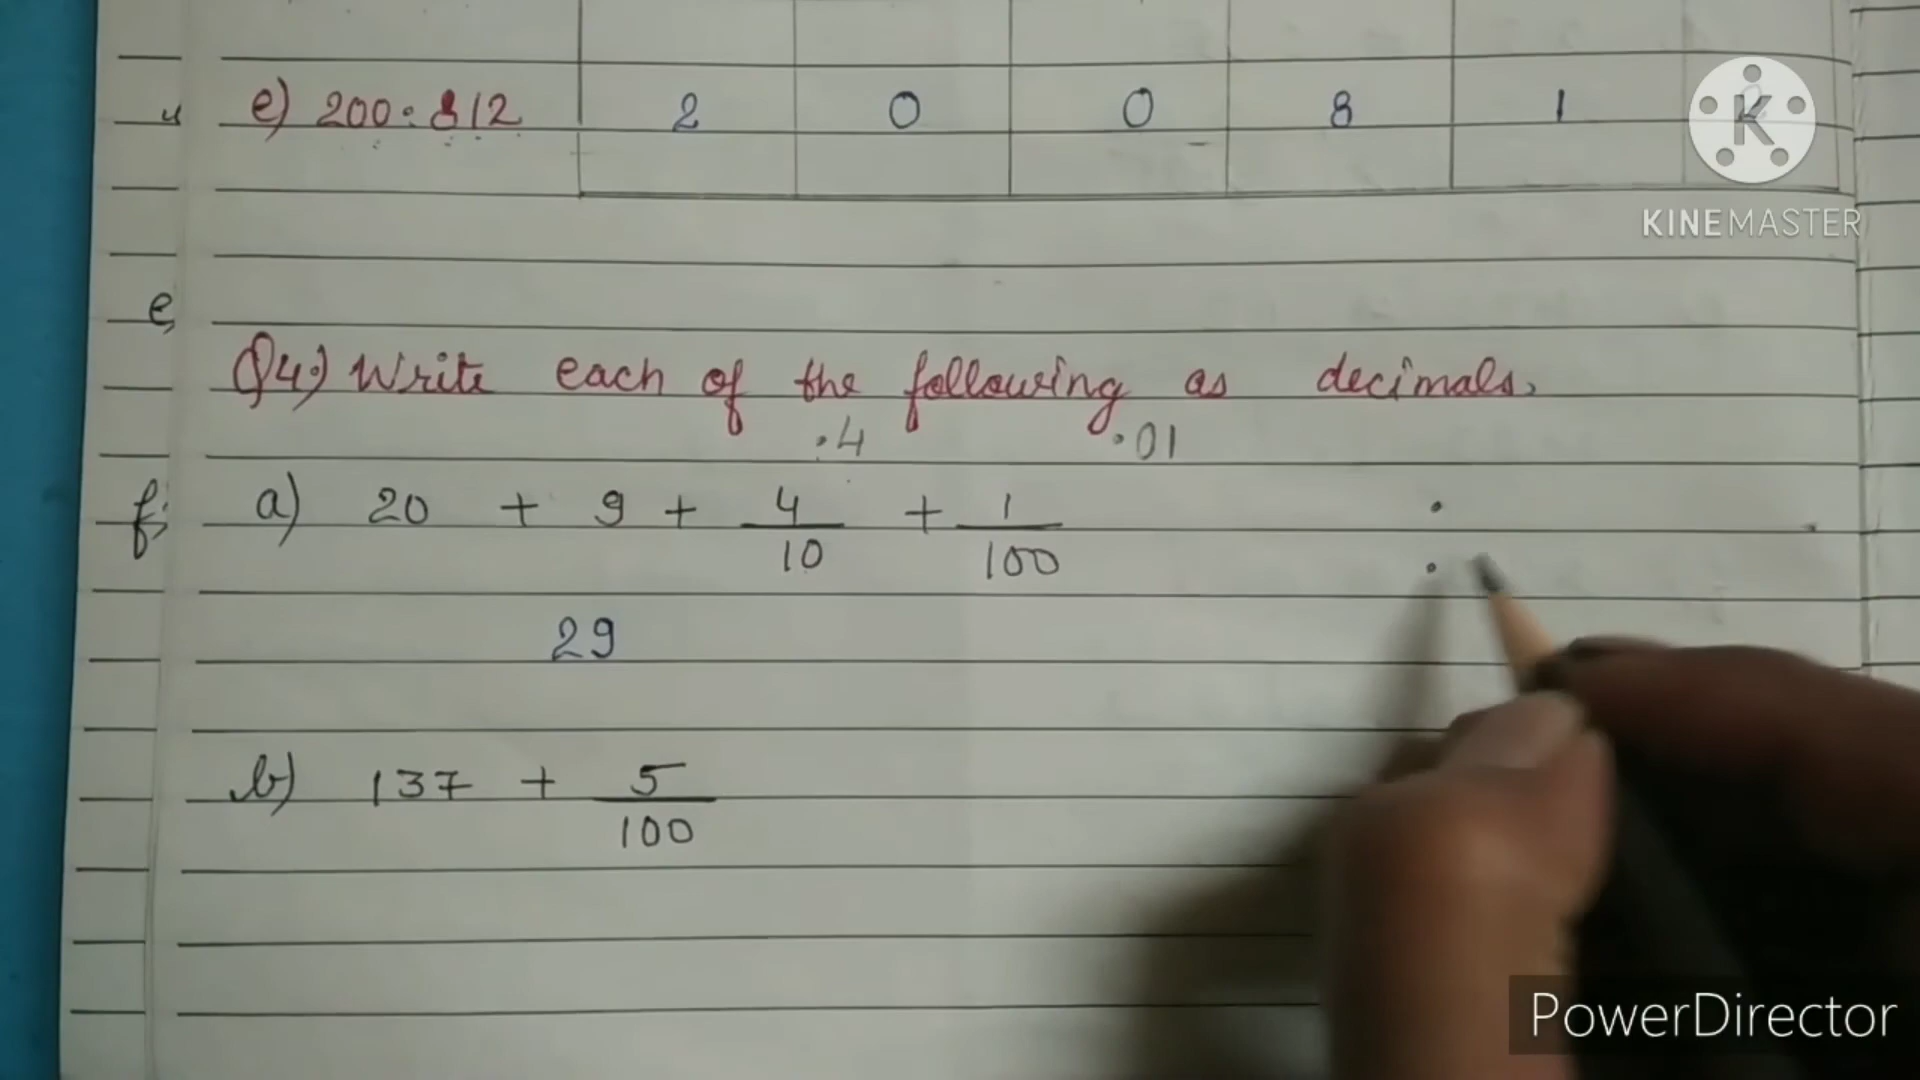 e) 200.812 2 0 0 8 1
KINEMASTER
e,
Q4.) Write each of the following as decimals.
.4 .01
f, a) 20 + 9 + 4/10 + 1/100 .
.
29
b) 137 + 5/100
PowerDirector